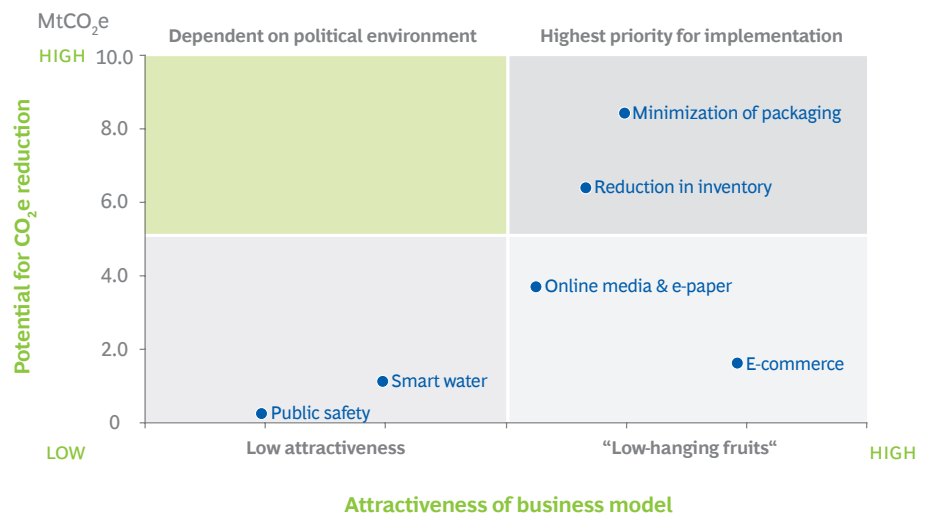 MtCO₂e
Dependent on political environment
Highest priority for implementation
HIGH
10.0
8.0
6.0
4.0
2.0
0
Potential for CO₂e reduction
Minimization of packaging
Reduction in inventory
Online media & e-paper
E-commerce
Smart water
Public safety
LOW
Low attractiveness
“Low-hanging fruits“
HIGH
Attractiveness of business model